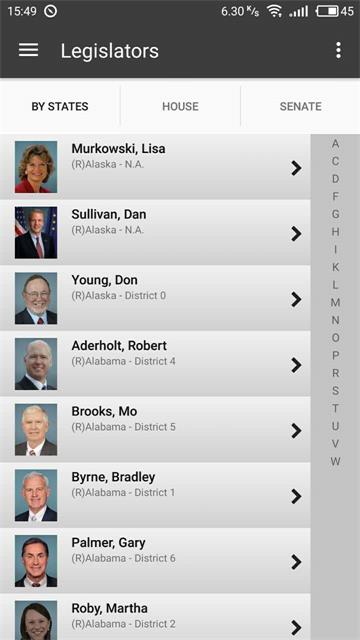 15:49 6.30 K/s 45
Legislators
BY STATES HOUSE SENATE
Murkowski, Lisa
(R)Alaska - N.A.
Sullivan, Dan
(R)Alaska - N.A.
Young, Don
(R)Alaska - District 0
Aderholt, Robert
(R)Alabama - District 4
Brooks, Mo
(R)Alabama - District 5
Byrne, Bradley
(R)Alabama - District 1
Palmer, Gary
(R)Alabama - District 6
Roby, Martha
(R)Alabama - District 2
A
C
D
F
G
H
I
K
L
M
N
O
P
R
S
T
U
V
W